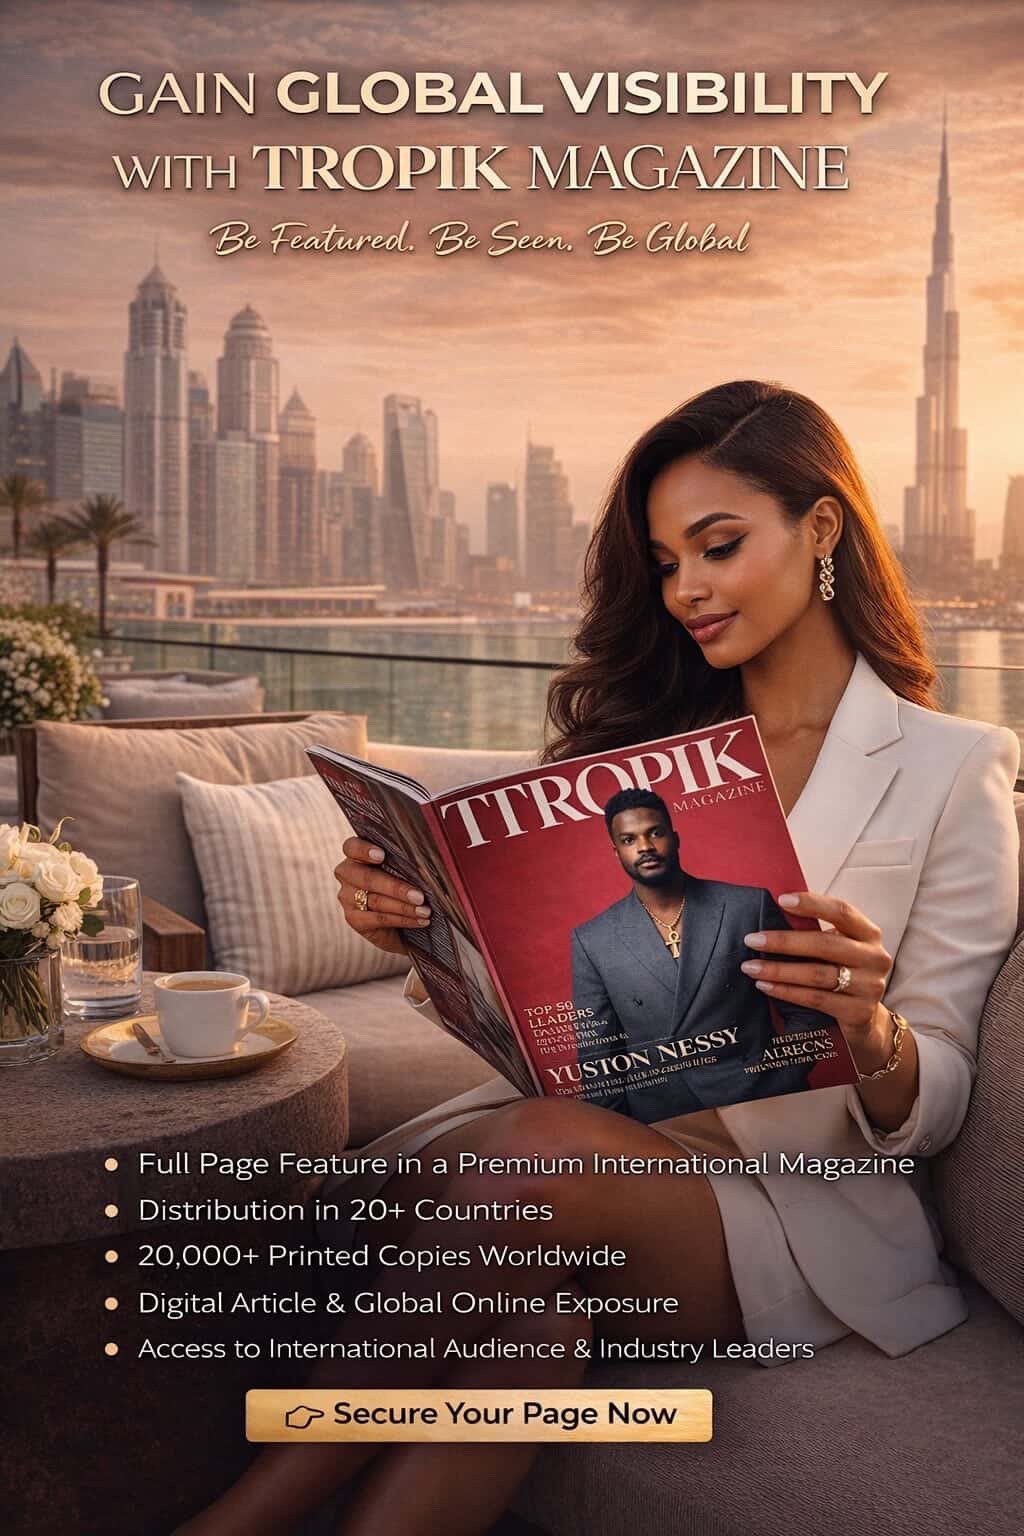 GAIN GLOBAL VISIBILITY
WITH TROPIK MAGAZINE
Be Featured. Be Seen. Be Global
TTROPIK
MAGAZINE
TOP 50
LEADERS
YUSTON NESSY
ALRECNS
• Full Page Feature in a Premium International Magazine
• Distribution in 20+ Countries
• 20,000+ Printed Copies Worldwide
• Digital Article & Global Online Exposure
• Access to International Audience & Industry Leaders
👉 Secure Your Page Now